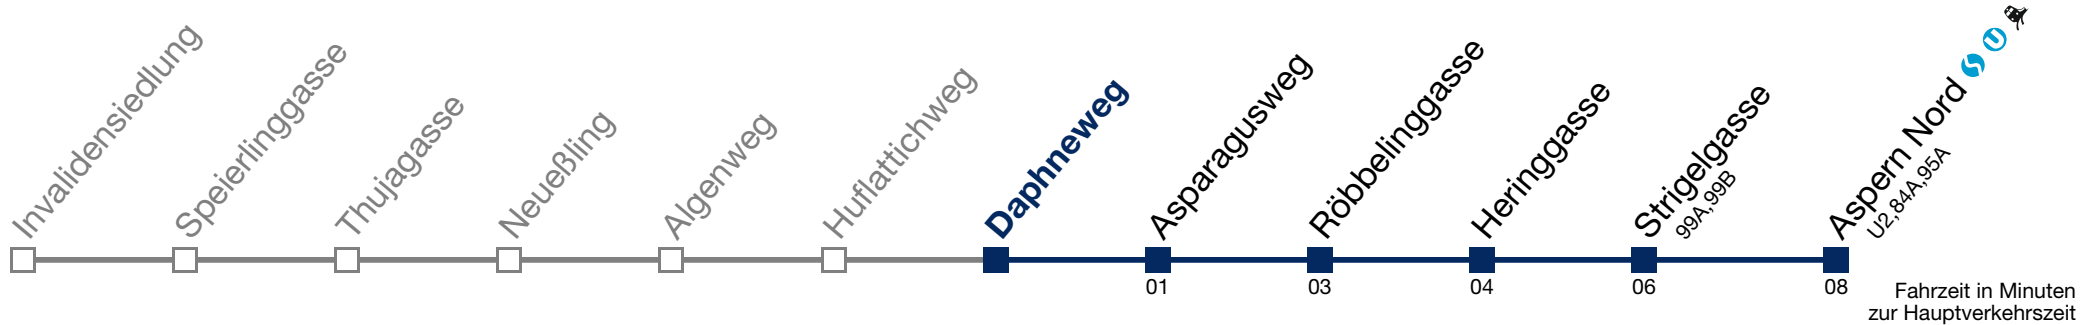 Invalidensiedlung
Speierlinggasse
Thujagasse
Neueßling
Algenweg
Huflattichweg
Daphneweg
Asparagusweg
Röbbelinggasse
Heringgasse
Strigelgasse
99A,99B
Aspern Nord S U
U2,84A,95A
01
03
04
06
08
Fahrzeit in Minuten
zur Hauptverkehrszeit